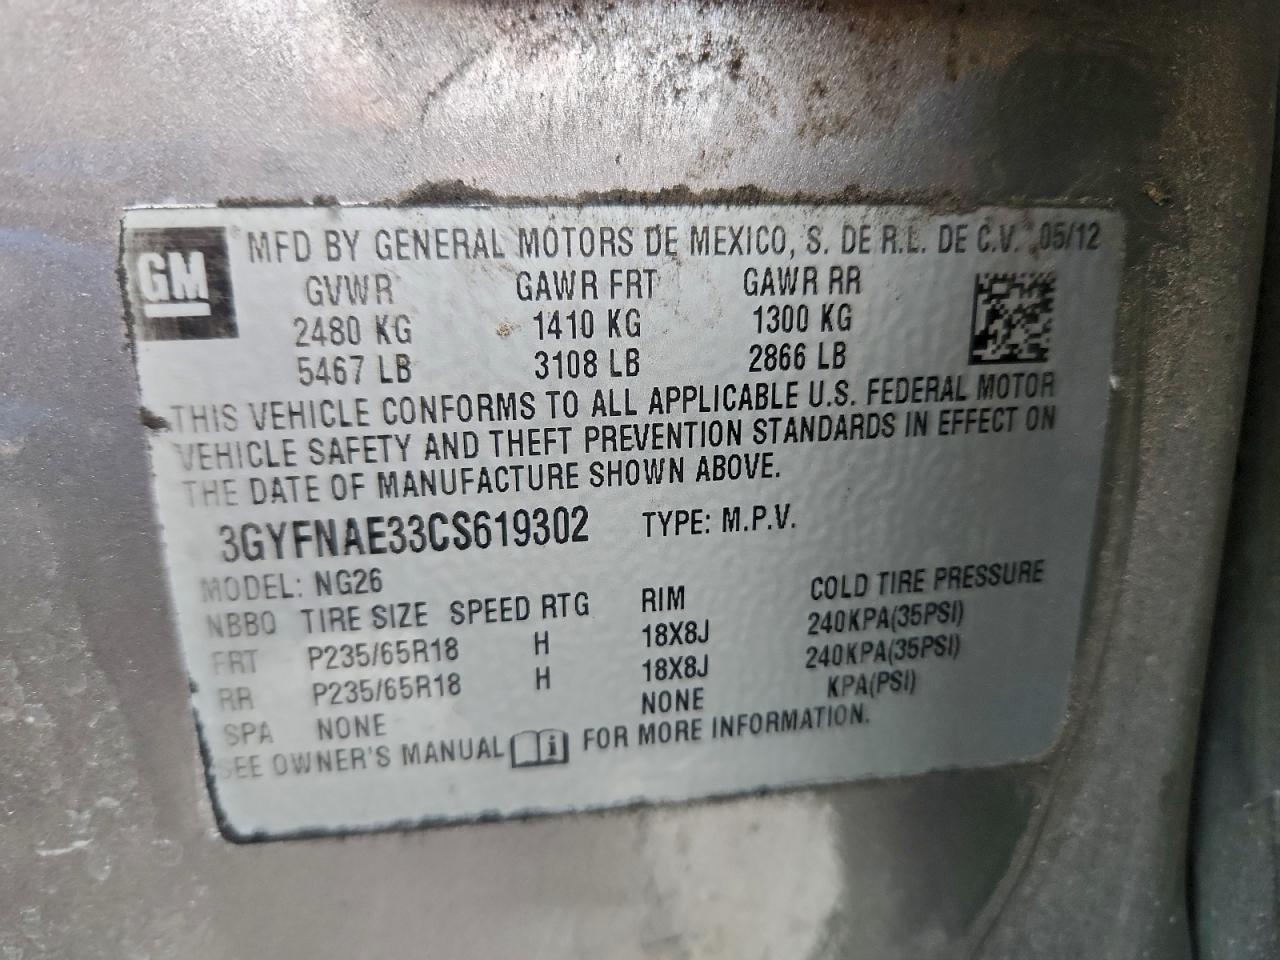 GM
MFD BY GENERAL MOTORS DE MEXICO, S. DE R.L. DE C.V. 05/12
GVWR GAWR FRT GAWR RR
2480 KG 1410 KG 1300 KG
5467 LB 3108 LB 2866 LB
THIS VEHICLE CONFORMS TO ALL APPLICABLE U.S. FEDERAL MOTOR
VEHICLE SAFETY AND THEFT PREVENTION STANDARDS IN EFFECT ON
THE DATE OF MANUFACTURE SHOWN ABOVE.
3GYFNAE33CS619302 TYPE: M.P.V.
MODEL: NG26
NBBO TIRE SIZE SPEED RTG RIM COLD TIRE PRESSURE
FRT P235/65R18 H 18X8J 240KPA(35PSI)
RR P235/65R18 H 18X8J 240KPA(35PSI)
SPA NONE NONE KPA(PSI)
SEE OWNER'S MANUAL i FOR MORE INFORMATION.